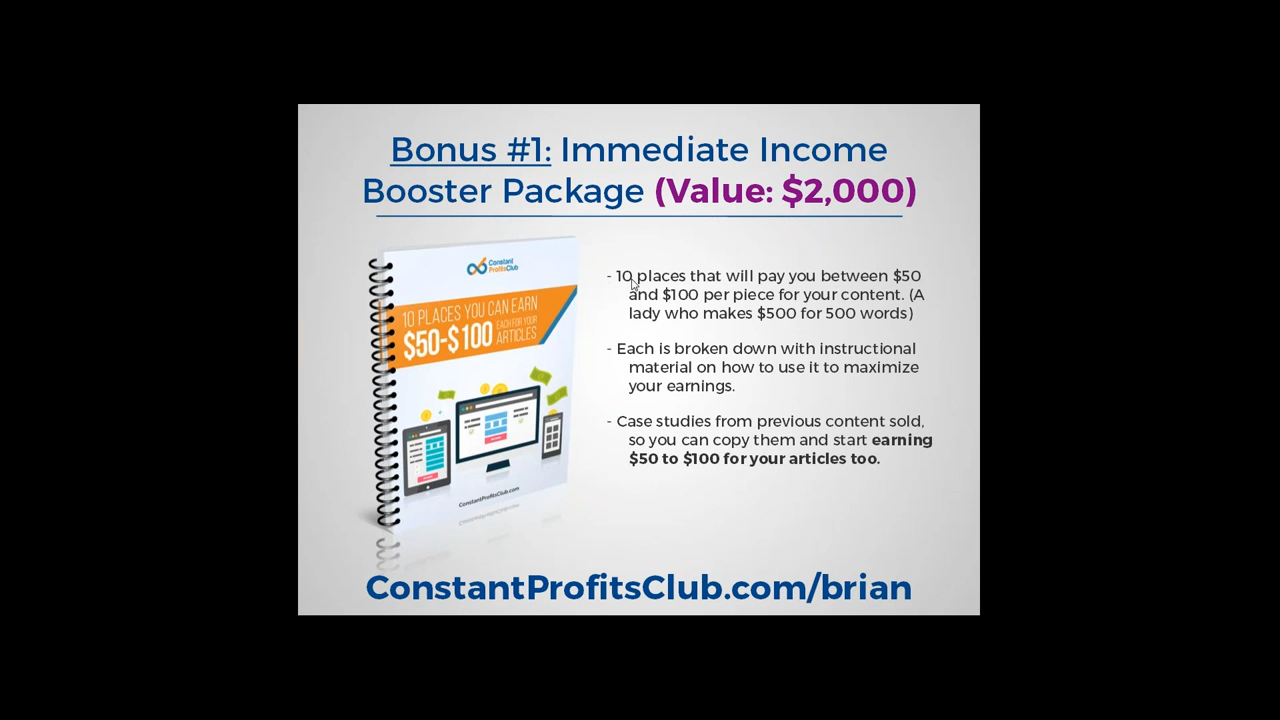 Bonus #1: Immediate Income
Booster Package (Value: $2,000)
Constant
ProfitsClub
10 PLACES YOU CAN EARN
$50-$100 EACH FOR YOUR
ARTICLES
ConstantProfitsClub.com
- 10 places that will pay you between $50
and $100 per piece for your content. (A
lady who makes $500 for 500 words)
- Each is broken down with instructional
material on how to use it to maximize
your earnings.
- Case studies from previous content sold,
so you can copy them and start earning
$50 to $100 for your articles too.
ConstantProfitsClub.com/brian